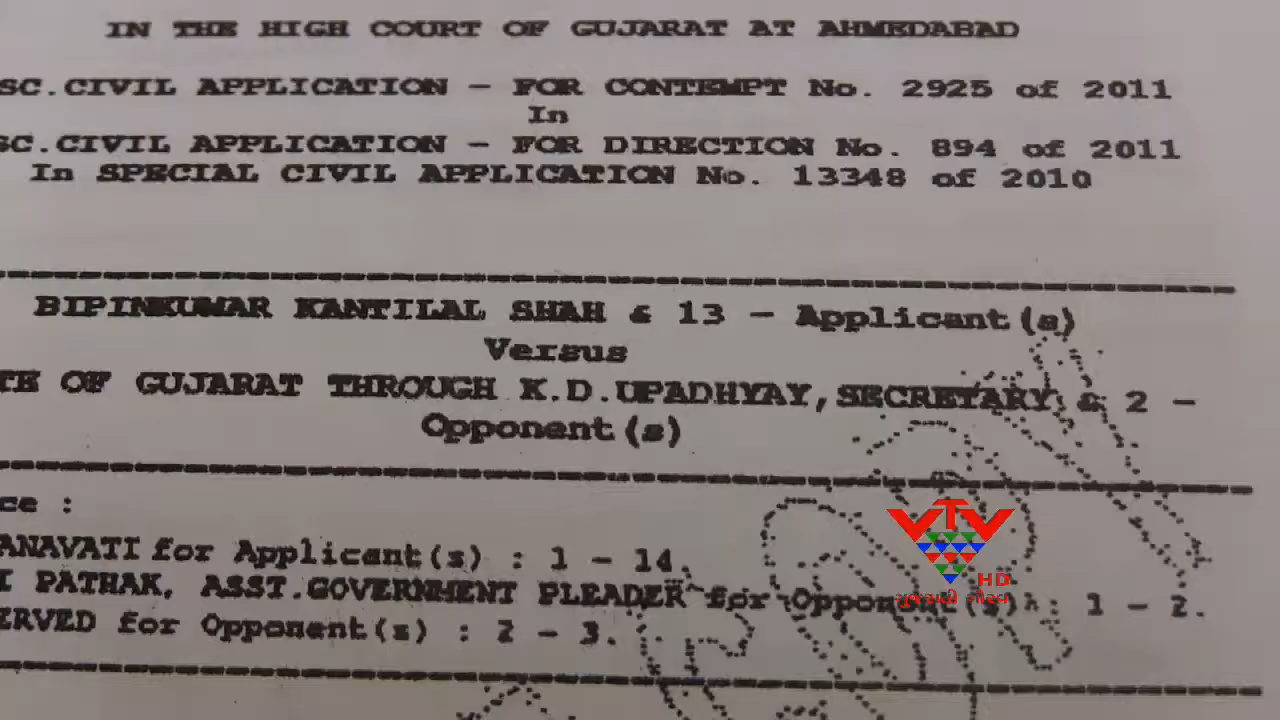 IN THE HIGH COURT OF GUJARAT AT AHMEDABAD
SC.CIVIL APPLICATION - FOR CONTEMPT No. 2925 of 2011
In
SC.CIVIL APPLICATION - FOR DIRECTION No. 894 of 2011
In SPECIAL CIVIL APPLICATION No. 13348 of 2010
BIPINKUMAR KANTILAL SHAH & 13 - Applicant(s)
Versus
TE OF GUJARAT THROUGH K.D.UPADHYAY,SECRETARY & 2 -
Opponent(s)
ce :
ANAVATI for Applicant(s) : 1 - 14.
I PATHAK, ASST.GOVERNMENT PLEADER for Opponent(s) : 1 - 2.
ERVED for Opponent(s) : 2 - 3.
VTV
HD